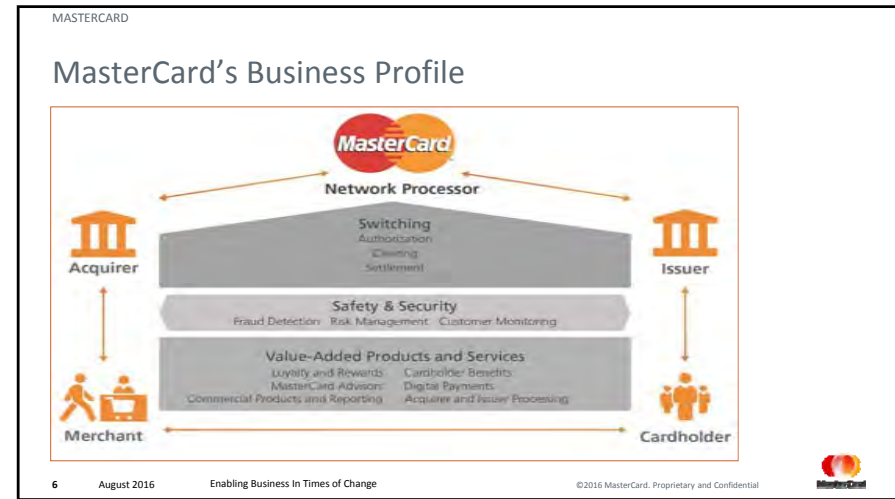 MASTERCARD
MasterCard's Business Profile
MasterCard
Network Processor
Switching
Authorization
Clearing
Settlement
Acquirer
Issuer
Safety & Security
Fraud Detection Risk Management Customer Monitoring
Value-Added Products and Services
Loyalty and Rewards Cardholder Benefits
MasterCard Advisors Digital Payments
Commercial Products and Reporting Acquirer and Issuer Processing
Merchant
Cardholder
6 August 2016 Enabling Business In Times of Change ©2016 MasterCard. Proprietary and Confidential
MasterCard